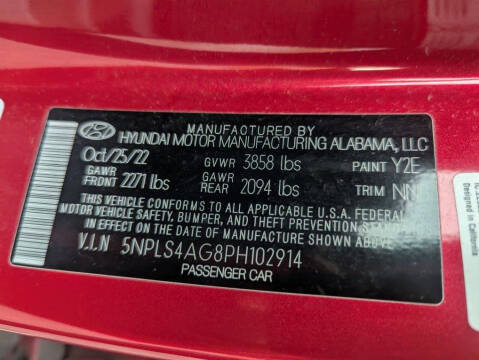 MANUFACTURED BY
HYUNDAI MOTOR MANUFACTURING ALABAMA, LLC
Oct/25/22 GVWR 3858 lbs PAINT Y2E
GAWR FRONT 2271 lbs GAWR REAR 2094 lbs TRIM NN
THIS VEHICLE CONFORMS TO ALL APPLICABLE U.S.A. FEDERAL
MOTOR VEHICLE SAFETY, BUMPER, AND THEFT PREVENTION STANDARDS
IN EFFECT ON THE DATE OF MANUFACTURE SHOWN ABOVE.
V.I.N 5NPLS4AG8PH102914
PASSENGER CAR
Designed in California